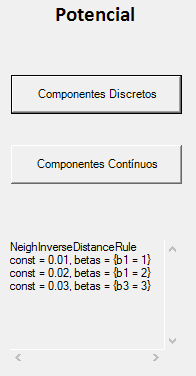 Potencial
Componentes Discretos
Componentes Contínuos
NeighInverseDistanceRule
const = 0.01, betas = {b1 = 1}
const = 0.02, betas = {b1 = 2}
const = 0.03, betas = {b3 = 3}